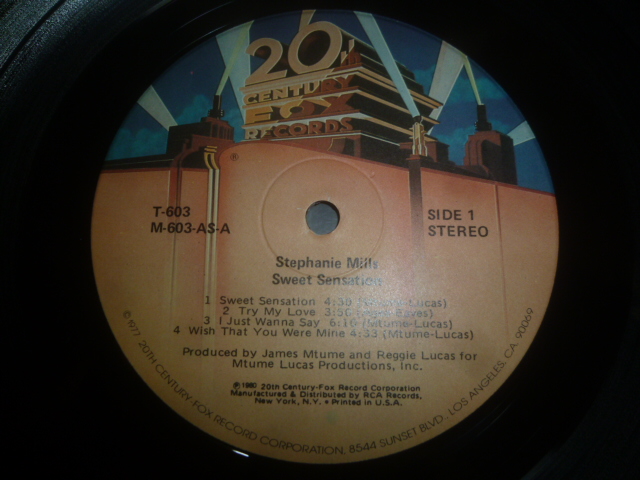 20th
CENTURY
FOX
RECORDS
®
T-603
M-603-AS-A
SIDE 1
STEREO
Stephanie Mills
Sweet Sensation
1 Sweet Sensation (Mtume-Lucas)
2 Try My Love 3:56
3 I Just Wanna Say 6:16 (Mtume-Lucas)
4 Wish That You Were Mine 4:33 (Mtume-Lucas)
Produced by James Mtume and Reggie Lucas for
Mtume Lucas Productions, Inc.
℗ 1980 20th Century-Fox Record Corporation
Manufactured & Distributed by RCA Records,
New York, N.Y. • Printed in U.S.A.
© 1977, 20TH CENTURY-FOX RECORD CORPORATION, 8544 SUNSET BLVD., LOS ANGELES, CA. 90069